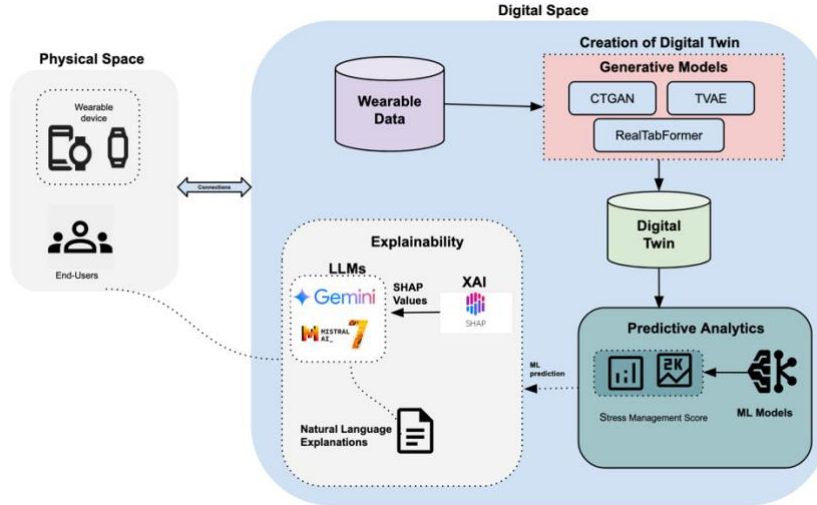 Digital Space
Physical Space
Wearable
device
End-Users
Connections
Wearable
Data
Creation of Digital Twin
Generative Models
CTGAN
TVAE
RealTabFormer
Digital
Twin
Explainability
LLMs
Gemini
MISTRAL
AI_
7
SHAP
Values
XAI
SHAP
Natural Language
Explanations
ML
prediction
Predictive Analytics
2K
Stress Management Score
ML Models